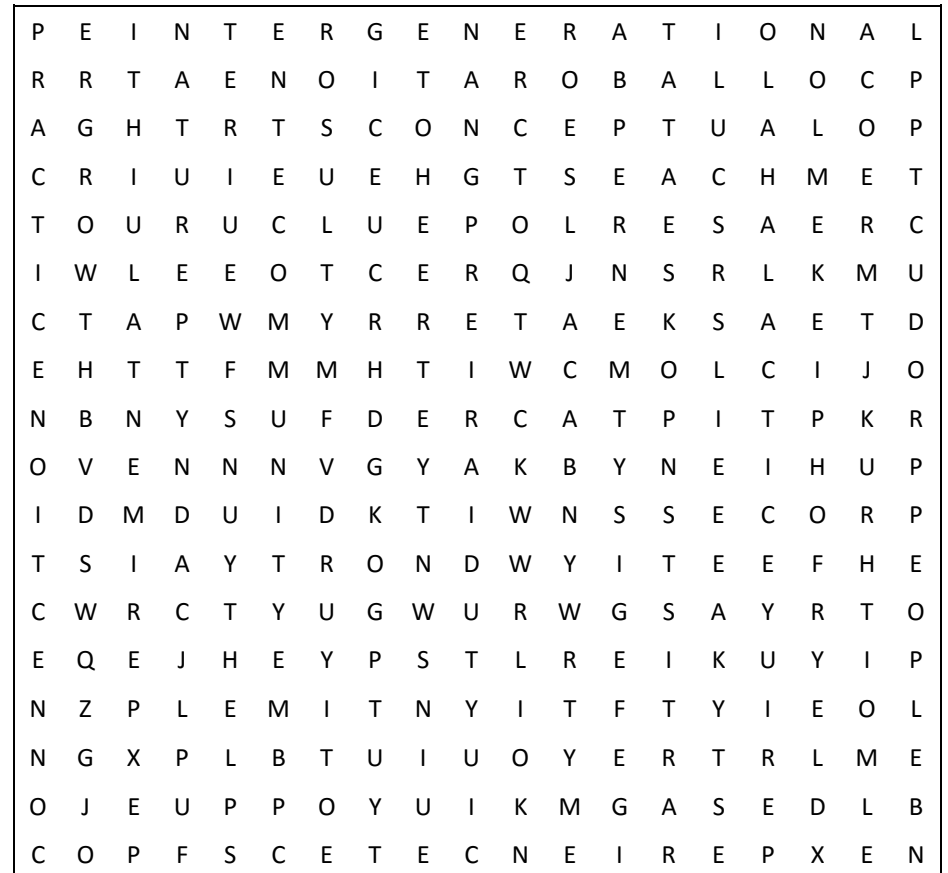 P E I N T E R G E N E R A T I O N A L
R R T A E N O I T A R O B A L L O C P
A G H T R T S C O N C E P T U A L O P
C R I U I E U E H G T S E A C H M E T
T O U R U C L U E P O L R E S A E R C
I W L E E O T C E R Q J N S R L K M U
C T A P W M Y R R E T A E K S A E T D
E H T T F M M H T I W C M O L C I J O
N B N Y S U F D E R C A T P I T P K R
O V E N N N V G Y A K B Y N E I H U P
I D M D U I D K T I W N S S E C O R P
T S I A Y T R O N D W Y I T E E F H E
C W R C T Y U G W U R W G S A Y R T O
E Q E J H E Y P S T L R E I K U Y I P
N Z P L E M I T N Y I T F T Y I E O L
N G X P L B T U I U O Y E R T R L M E
O J E U P P O Y U I K M G A S E D L B
C O P F S C E T E C N E I R E P X E N